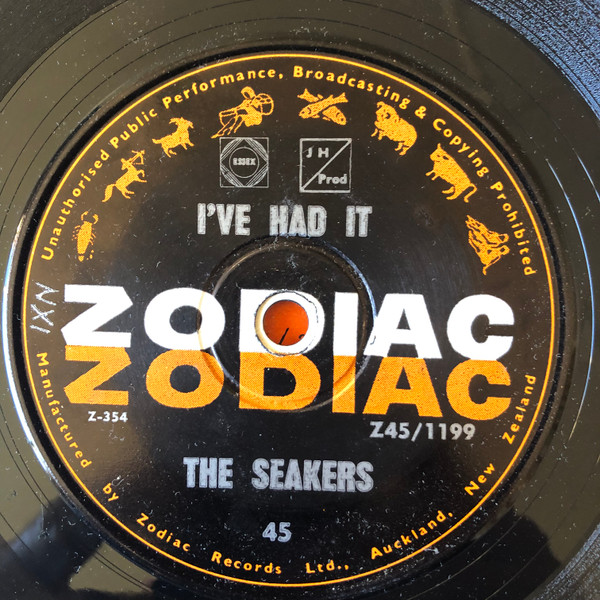 Unauthorised Public Performance, Broadcasting & Copying Prohibited
ESSEX
J H
Prod
I'VE HAD IT
IXN
ZODIAC
ZODIAC
Z-354
Z45/1199
THE SEAKERS
45
Manufactured by Zodiac Records Ltd., Auckland, New Zealand